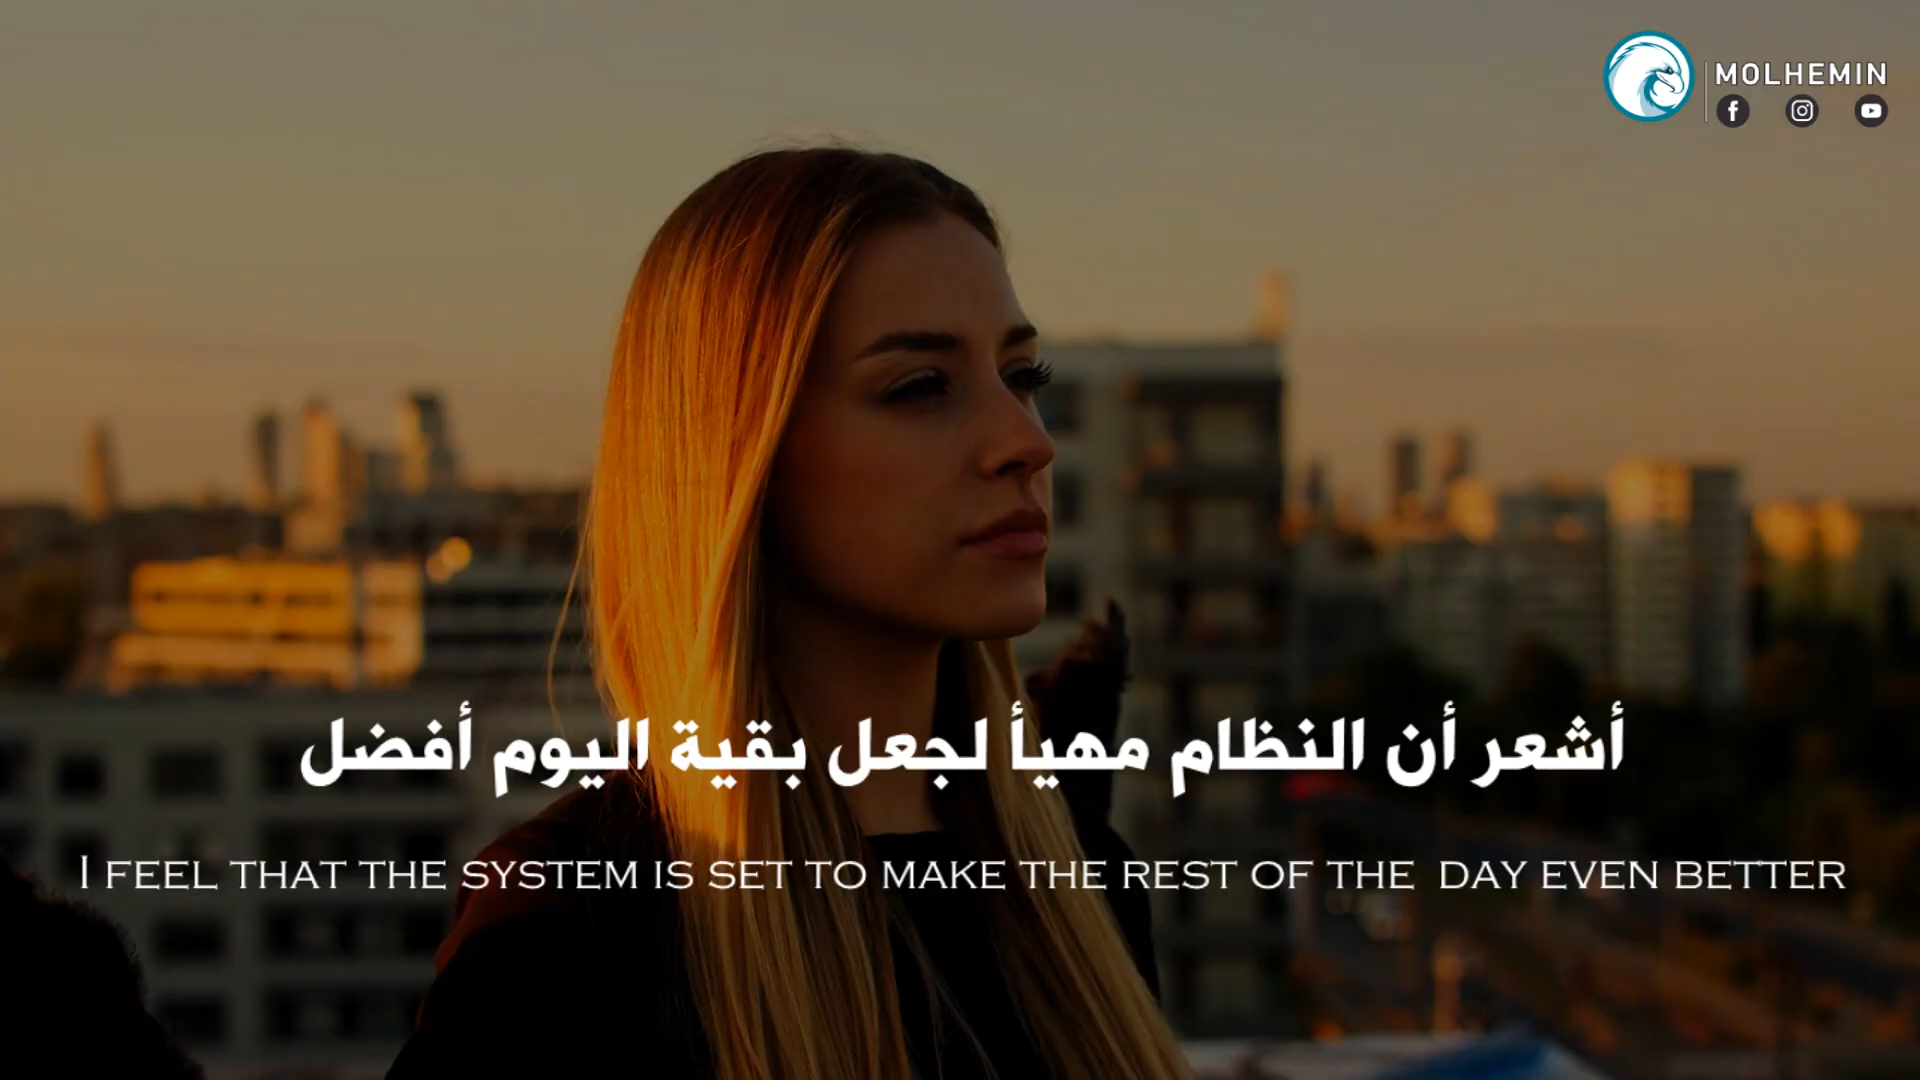 MOLHEMIN
أشعر أن النظام مهيأ لجعل بقية اليوم أفضل
I FEEL THAT THE SYSTEM IS SET TO MAKE THE REST OF THE DAY EVEN BETTER